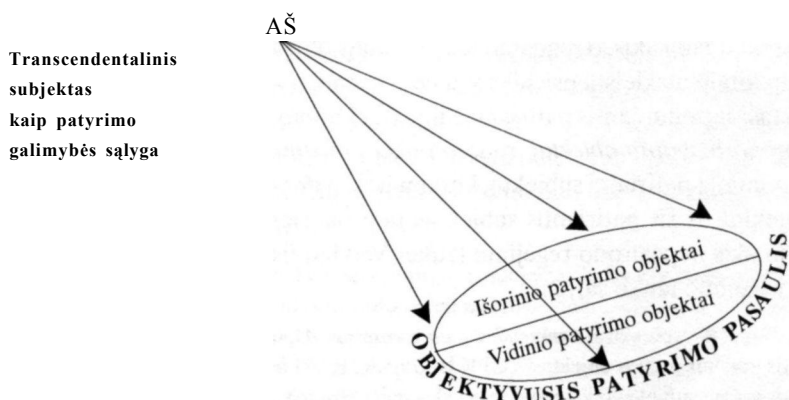 AŠ
Transcendentalinis
subjektas
kaip patyrimo
galimybės sąlyga
Išorinio patyrimo objektai
Vidinio patyrimo objektai
OBJEKTYVUSIS PATYRIMO PASAULIS